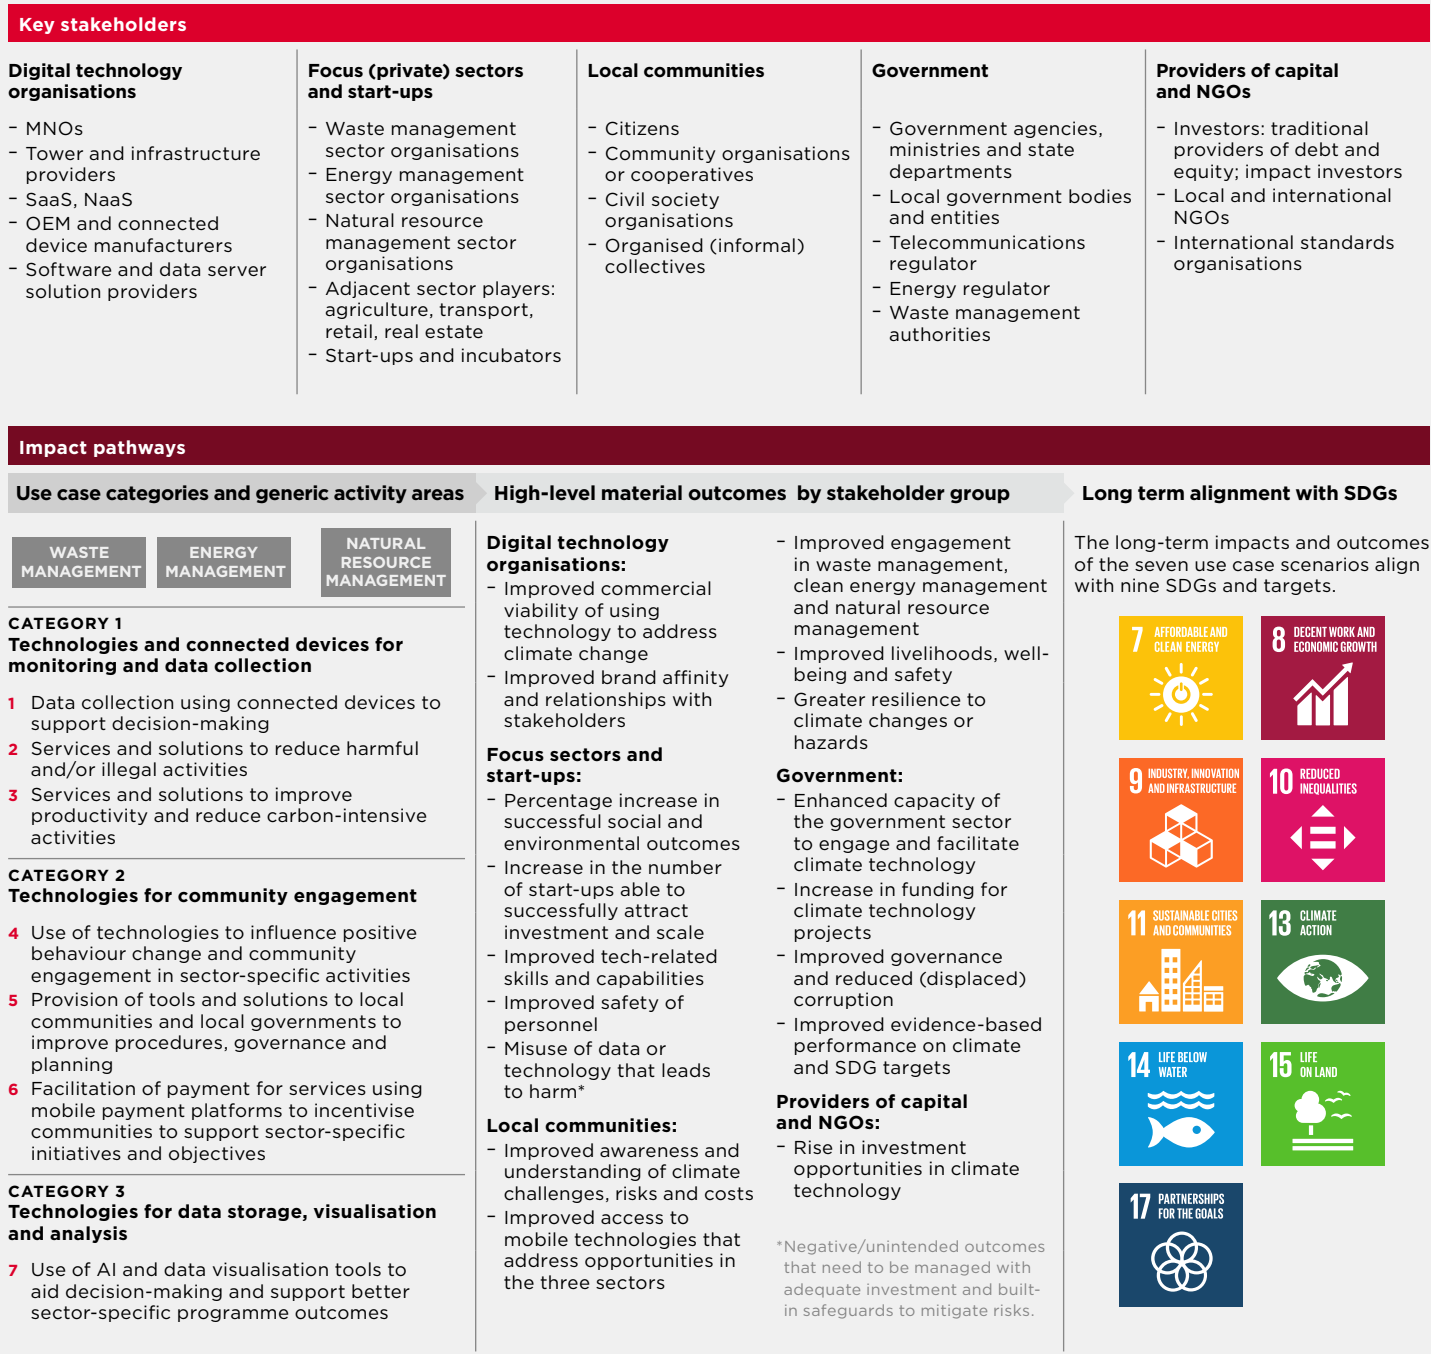 Key stakeholders
Digital technology
organisations
– MNOs
– Tower and infrastructure
providers
– SaaS, NaaS
– OEM and connected
device manufacturers
– Software and data server
solution providers
Focus (private) sectors
and start-ups
– Waste management
sector organisations
– Energy management
sector organisations
– Natural resource
management sector
organisations
– Adjacent sector players:
agriculture, transport,
retail, real estate
– Start-ups and incubators
Local communities
– Citizens
– Community organisations
or cooperatives
– Civil society
organisations
– Organised (informal)
collectives
Government
– Government agencies,
ministries and state
departments
– Local government bodies
and entities
– Telecommunications
regulator
– Energy regulator
– Waste management
authorities
Providers of capital
and NGOs
– Investors: traditional
providers of debt and
equity; impact investors
– Local and international
NGOs
– International standards
organisations
Impact pathways
Use case categories and generic activity areas
WASTE
MANAGEMENT
ENERGY
MANAGEMENT
NATURAL
RESOURCE
MANAGEMENT
CATEGORY 1
Technologies and connected devices for
monitoring and data collection
1 Data collection using connected devices to
support decision-making
2 Services and solutions to reduce harmful
and/or illegal activities
3 Services and solutions to improve
productivity and reduce carbon-intensive
activities
CATEGORY 2
Technologies for community engagement
4 Use of technologies to influence positive
behaviour change and community
engagement in sector-specific activities
5 Provision of tools and solutions to local
communities and local governments to
improve procedures, governance and
planning
6 Facilitation of payment for services using
mobile payment platforms to incentivise
communities to support sector-specific
initiatives and objectives
CATEGORY 3
Technologies for data storage, visualisation
and analysis
7 Use of AI and data visualisation tools to
aid decision-making and support better
sector-specific programme outcomes
High-level material outcomes by stakeholder group
Digital technology
organisations:
– Improved commercial
viability of using
technology to address
climate change
– Improved brand affinity
and relationships with
stakeholders
Focus sectors and
start-ups:
– Percentage increase in
successful social and
environmental outcomes
– Increase in the number
of start-ups able to
successfully attract
investment and scale
– Improved tech-related
skills and capabilities
– Improved safety of
personnel
– Misuse of data or
technology that leads
to harm*
Local communities:
– Improved awareness and
understanding of climate
challenges, risks and costs
– Improved access to
mobile technologies that
address opportunities in
the three sectors
– Improved engagement
in waste management,
clean energy management
and natural resource
management
– Improved livelihoods, well-
being and safety
– Greater resilience to
climate changes or
hazards
Government:
– Enhanced capacity of
the government sector
to engage and facilitate
climate technology
– Increase in funding for
climate technology
projects
– Improved governance
and reduced (displaced)
corruption
– Improved evidence-based
performance on climate
and SDG targets
Providers of capital
and NGOs:
– Rise in investment
opportunities in climate
technology
*Negative/unintended outcomes
that need to be managed with
adequate investment and built-
in safeguards to mitigate risks.
Long term alignment with SDGs
The long-term impacts and outcomes
of the seven use case scenarios align
with nine SDGs and targets.
7 AFFORDABLE AND
CLEAN ENERGY
8 DECENT WORK AND
ECONOMIC GROWTH
9 INDUSTRY, INNOVATION
AND INFRASTRUCTURE
10 REDUCED
INEQUALITIES
11 SUSTAINABLE CITIES
AND COMMUNITIES
13 CLIMATE
ACTION
14 LIFE BELOW
WATER
15 LIFE
ON LAND
17 PARTNERSHIPS
FOR THE GOALS